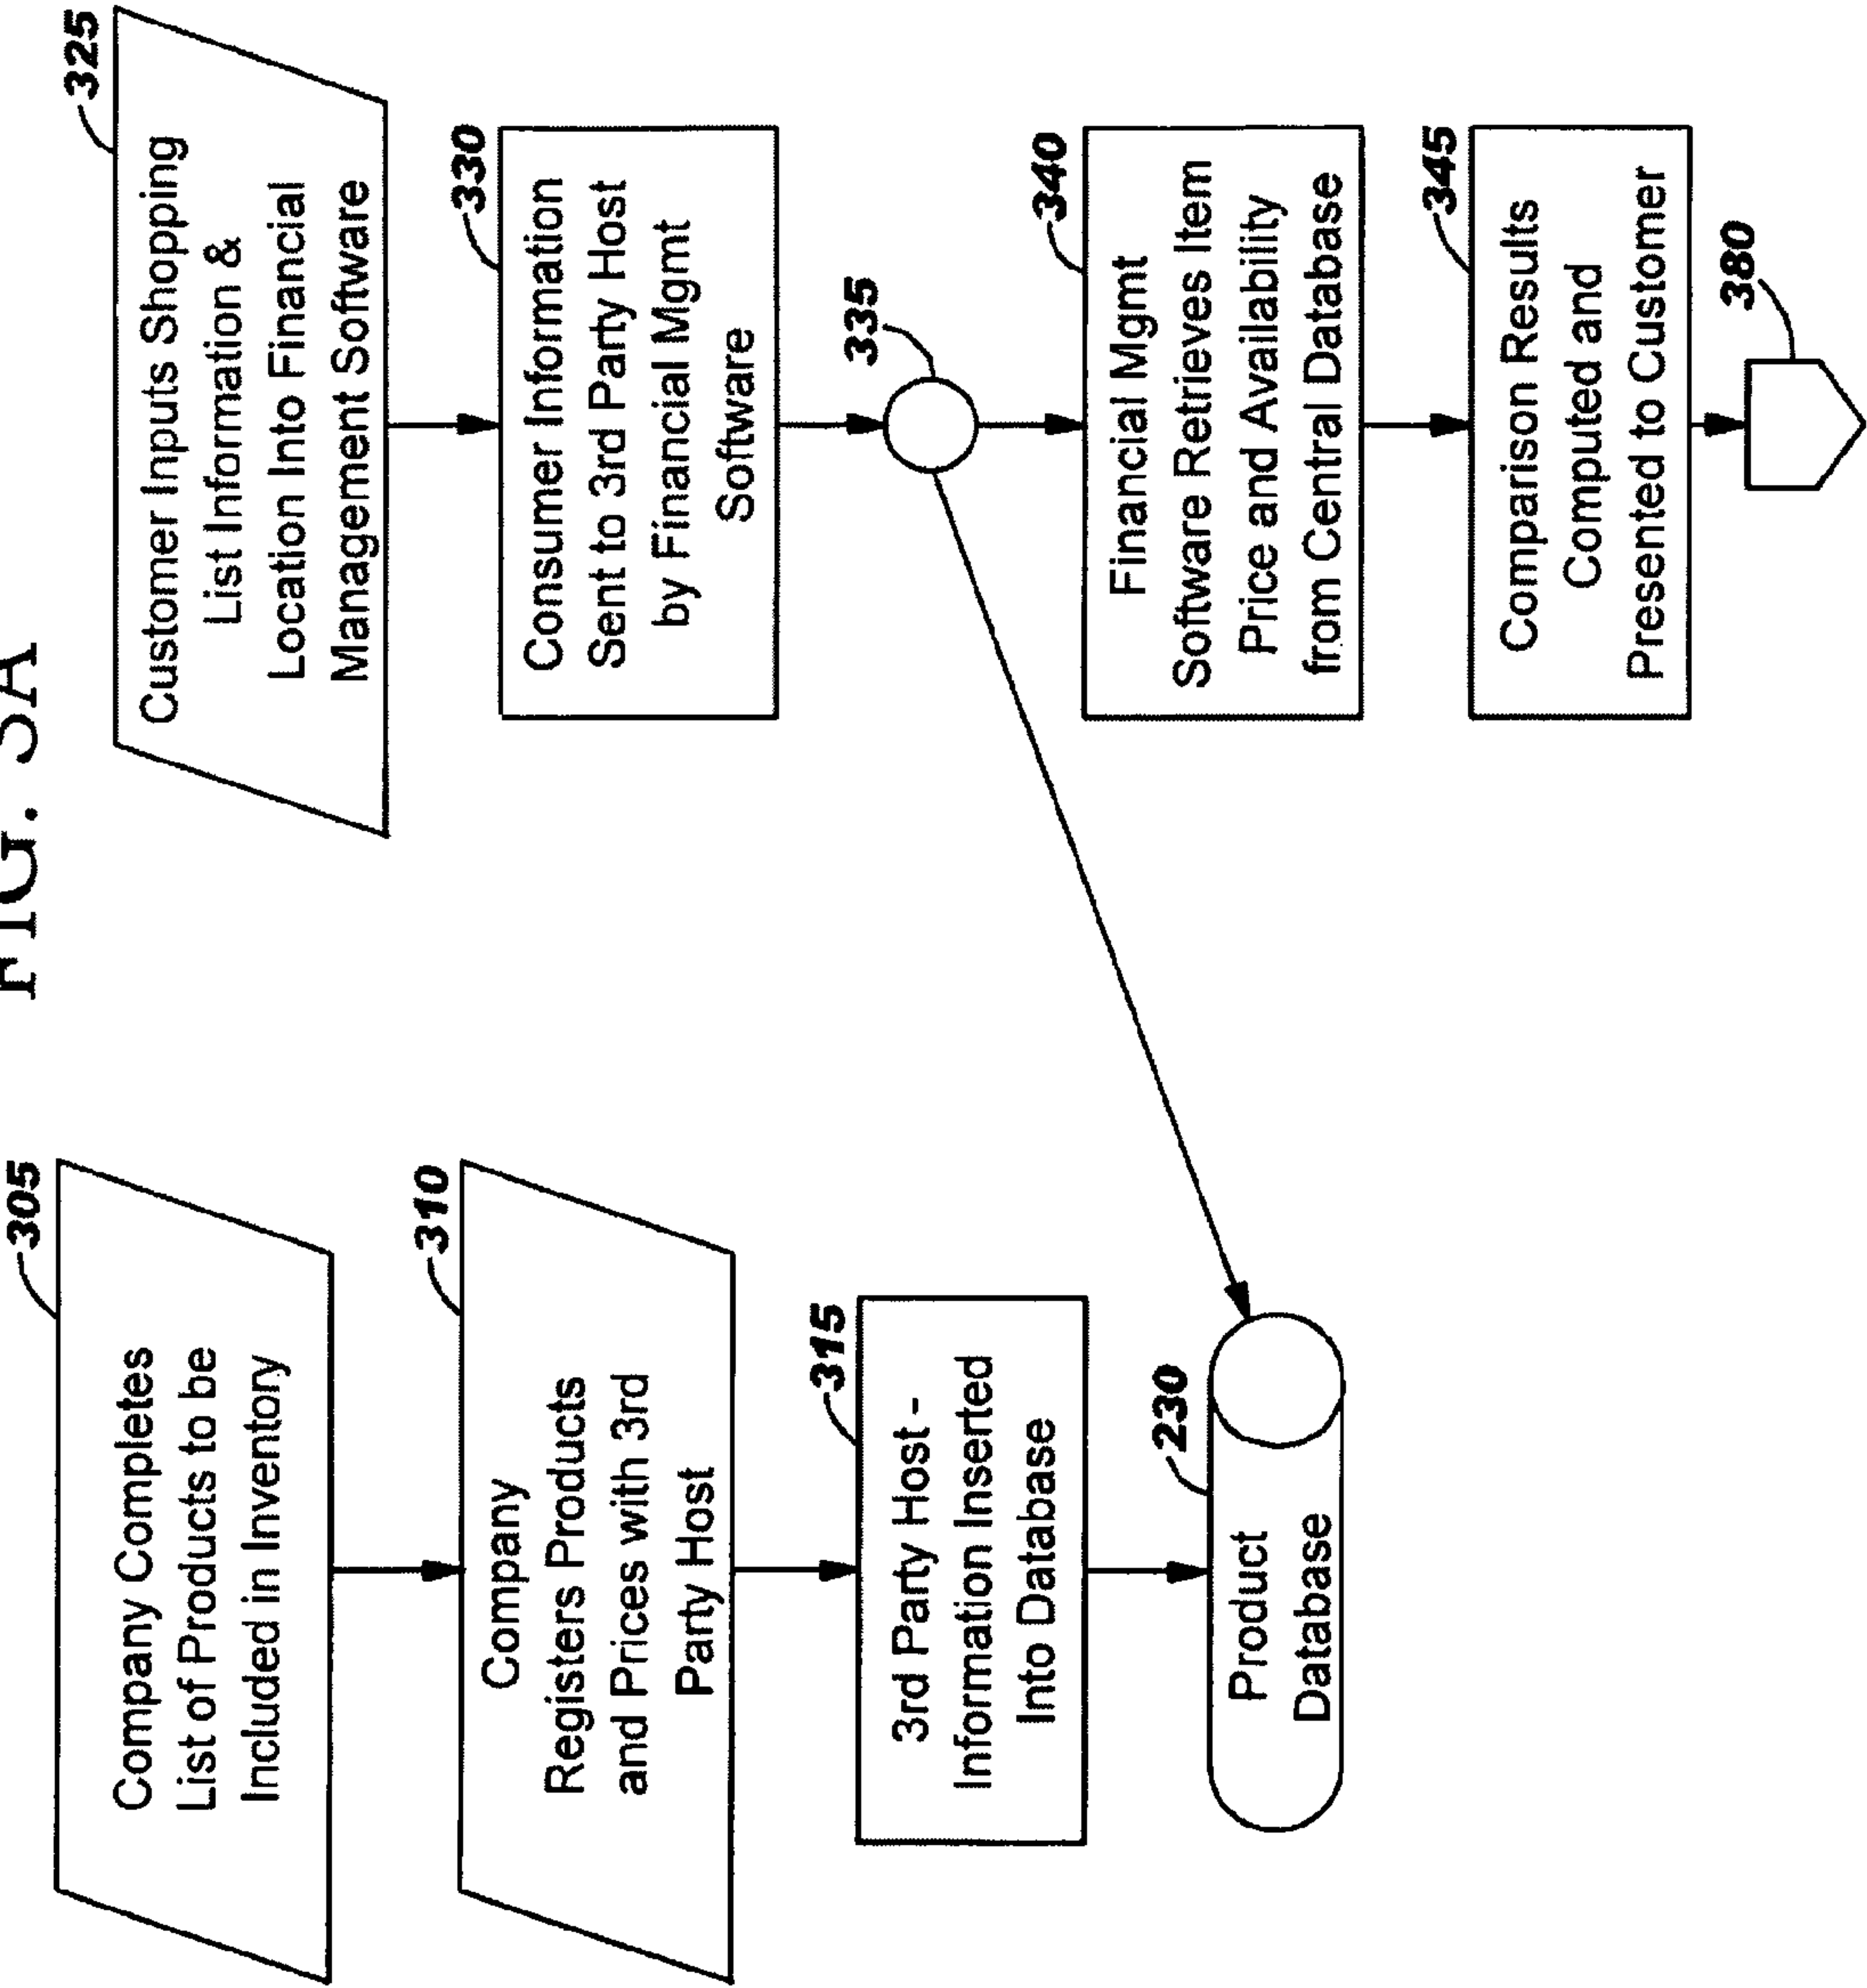 FIG. 3A
305
Company Completes
List of Products to be
Included in Inventory
310
Company
Registers Products
and Prices with 3rd
Party Host
315
3rd Party Host -
Information Inserted
Into Database
230
Product
Database
325
Customer Inputs Shopping
List Information &
Location Into Financial
Management Software
330
Consumer Information
Sent to 3rd Party Host
by Financial Mgmt
Software
335
340
Financial Mgmt
Software Retrieves Item
Price and Availability
from Central Database
345
Comparison Results
Computed and
Presented to Customer
380